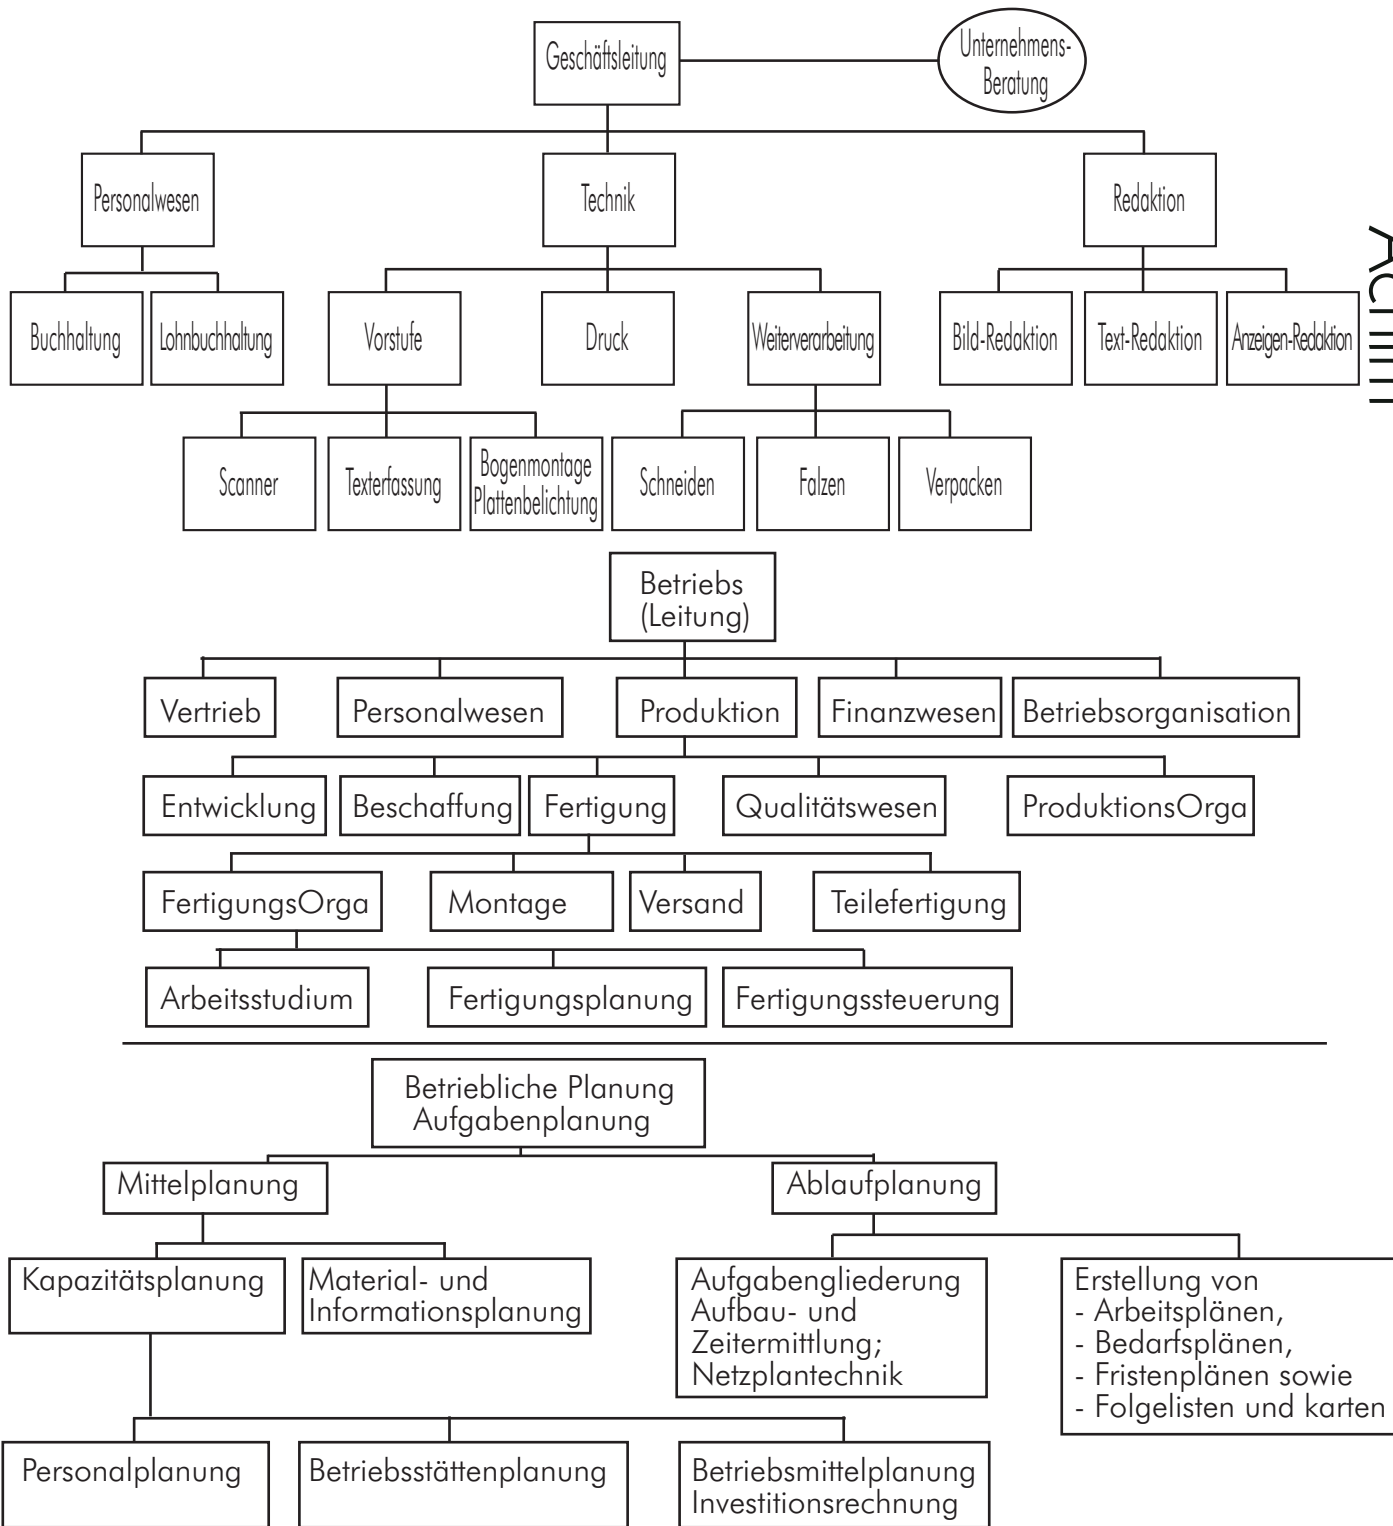 Geschäftsleitung
Unternehmens-
Beratung
Personalwesen
Technik
Redaktion
Buchhaltung
Lohnbuchhaltung
Vorstufe
Druck
Weiterverarbeitung
Bild-Redaktion
Text-Redaktion
Anzeigen-Redaktion
Scanner
Texterfassung
Bogenmontage
Plattenbelichtung
Schneiden
Falzen
Verpacken
Betriebs
(Leitung)
Vertrieb
Personalwesen
Produktion
Finanzwesen
Betriebsorganisation
Entwicklung
Beschaffung
Fertigung
Qualitätswesen
ProduktionsOrga
FertigungsOrga
Montage
Versand
Teilefertigung
Arbeitsstudium
Fertigungsplanung
Fertigungssteuerung
Betriebliche Planung
Aufgabenplanung
Mittelplanung
Ablaufplanung
Kapazitätsplanung
Material- und
Informationsplanung
Aufgabengliederung
Aufbau- und
Zeitermittlung;
Netzplantechnik
Erstellung von
- Arbeitsplänen,
- Bedarfsplänen,
- Fristenplänen sowie
- Folgelisten und karten
Personalplanung
Betriebsstättenplanung
Betriebsmittelplanung
Investitionsrechnung